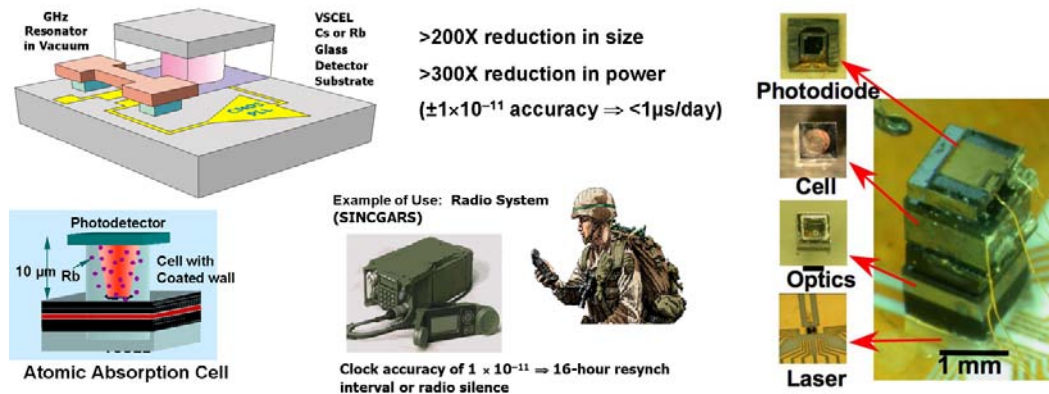 GHz
Resonator
in Vacuum
VSCEL
Cs or Rb
Glass
Detector
Substrate
CMOS
PLL
>200X reduction in size
>300X reduction in power
(±1×10⁻¹¹ accuracy ⇒ <1µs/day)
Photodetector
10 µm
Rb
Cell with
Coated wall
Atomic Absorption Cell
Example of Use: Radio System
(SINCGARS)
Clock accuracy of 1 × 10⁻¹¹ ⇒ 16-hour resynch
interval or radio silence
Photodiode
Cell
Optics
Laser
1 mm